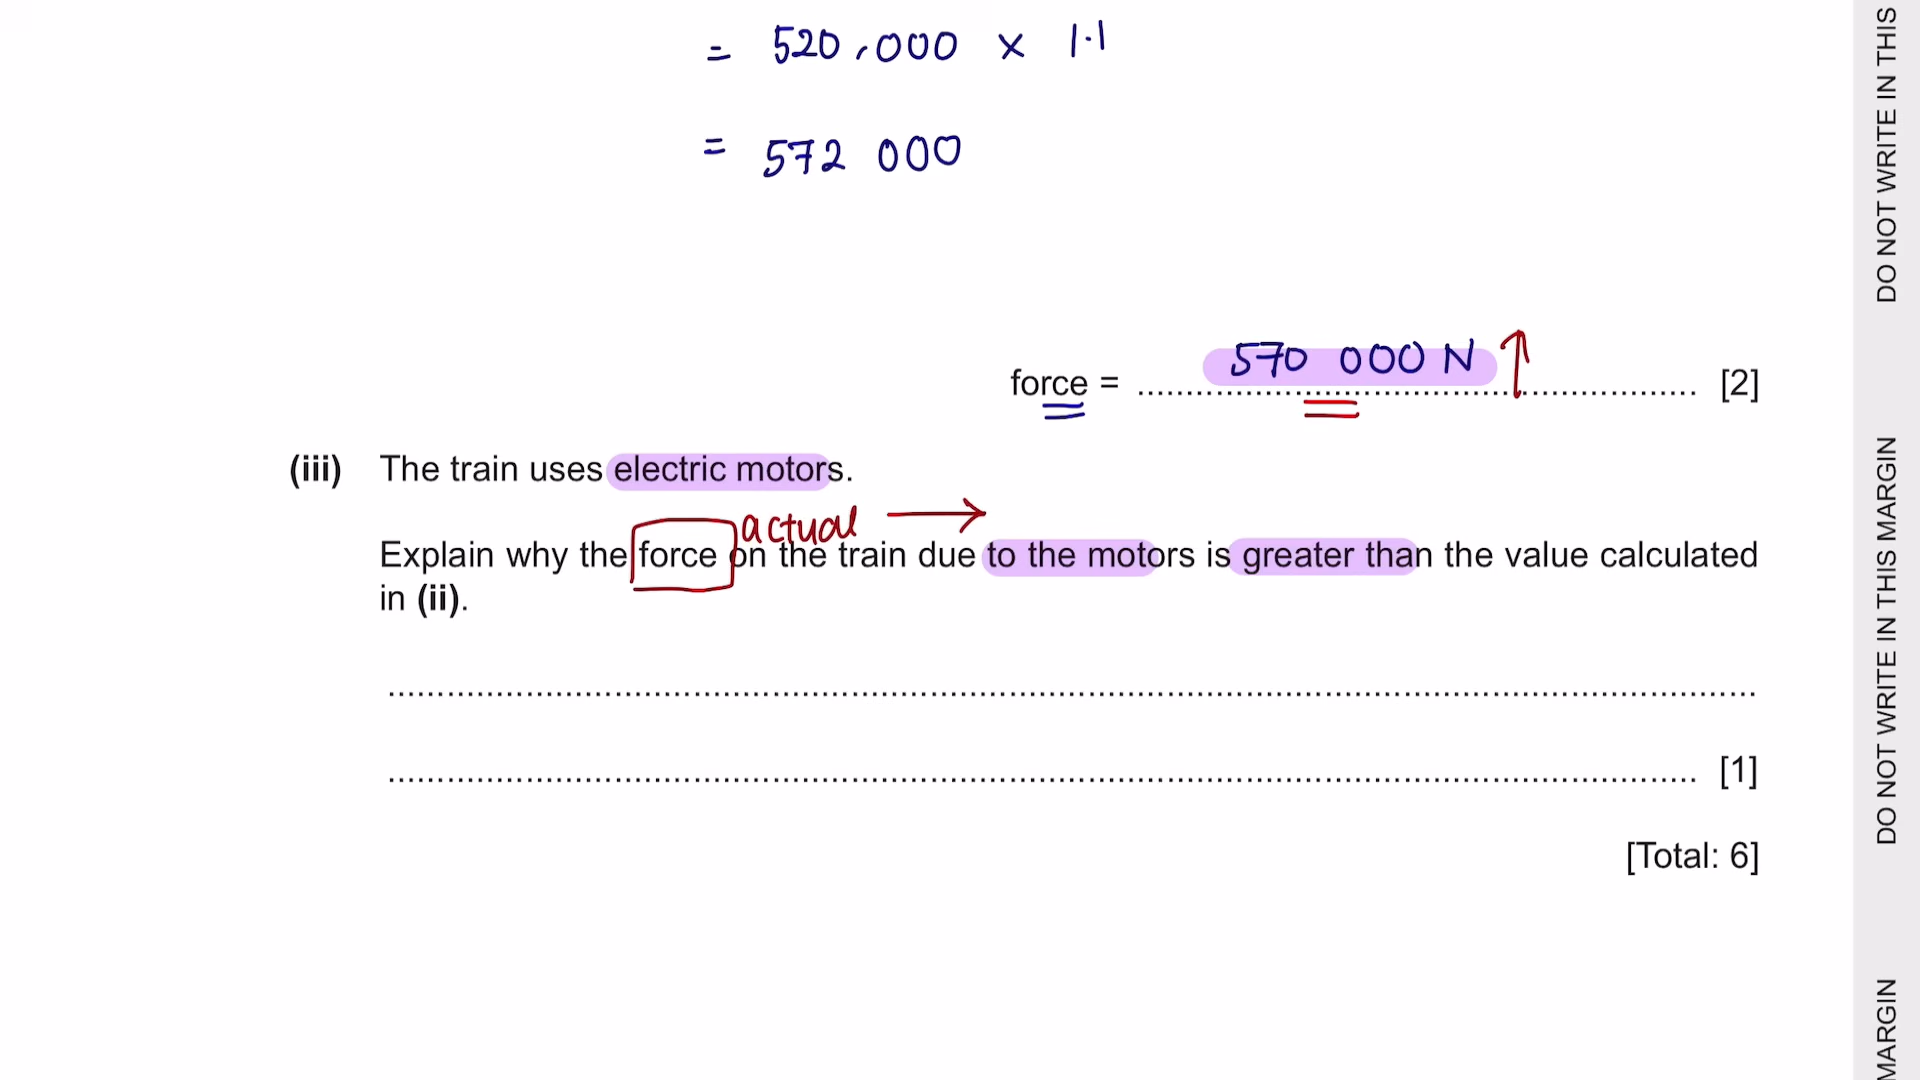 = 520,000 × 1.1
= 572 000
force = 570 000 N ↑ [2]
(iii) The train uses electric motors.
actual →
Explain why the force on the train due to the motors is greater than the value calculated
in (ii).
[1]
[Total: 6]
DO NOT WRITE IN THIS
DO NOT WRITE IN THIS MARGIN
MARGIN